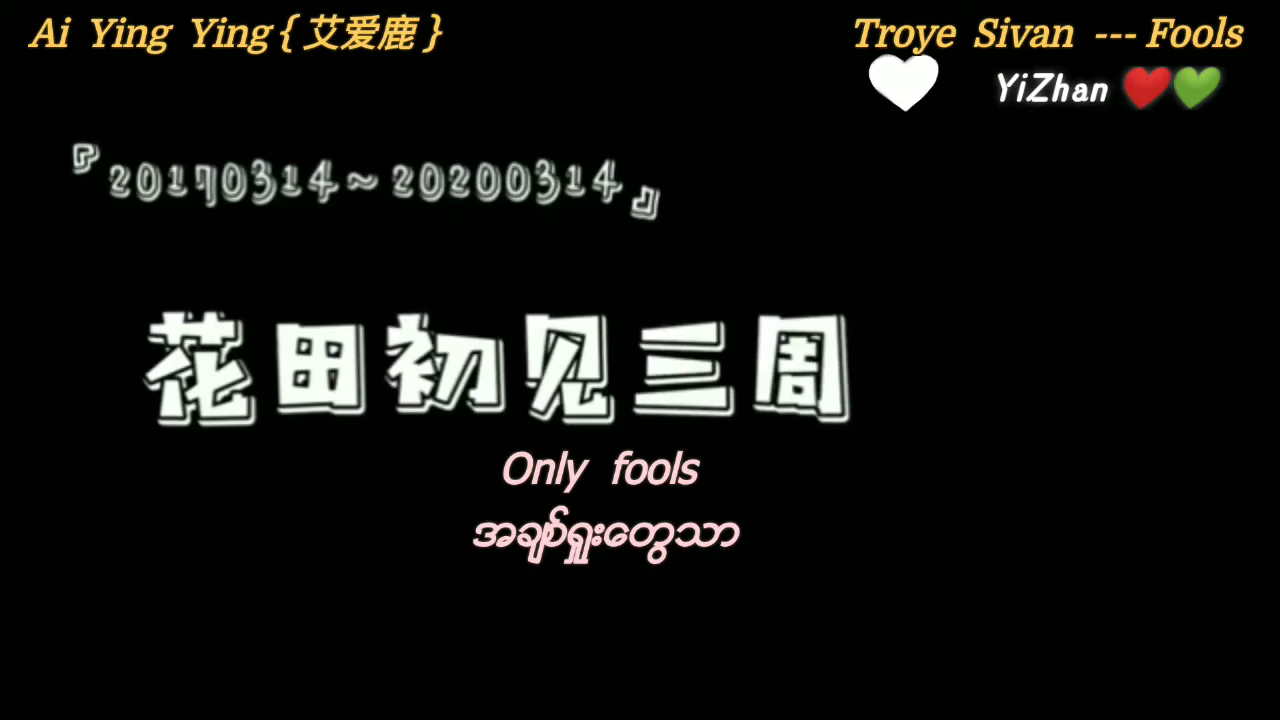 Ai Ying Ying { 艾爱鹿 }
Troye Sivan --- Fools
YiZhan
『20170314~20200314』
花田初见三周
Only fools
အချစ်ရူးတွေသာ